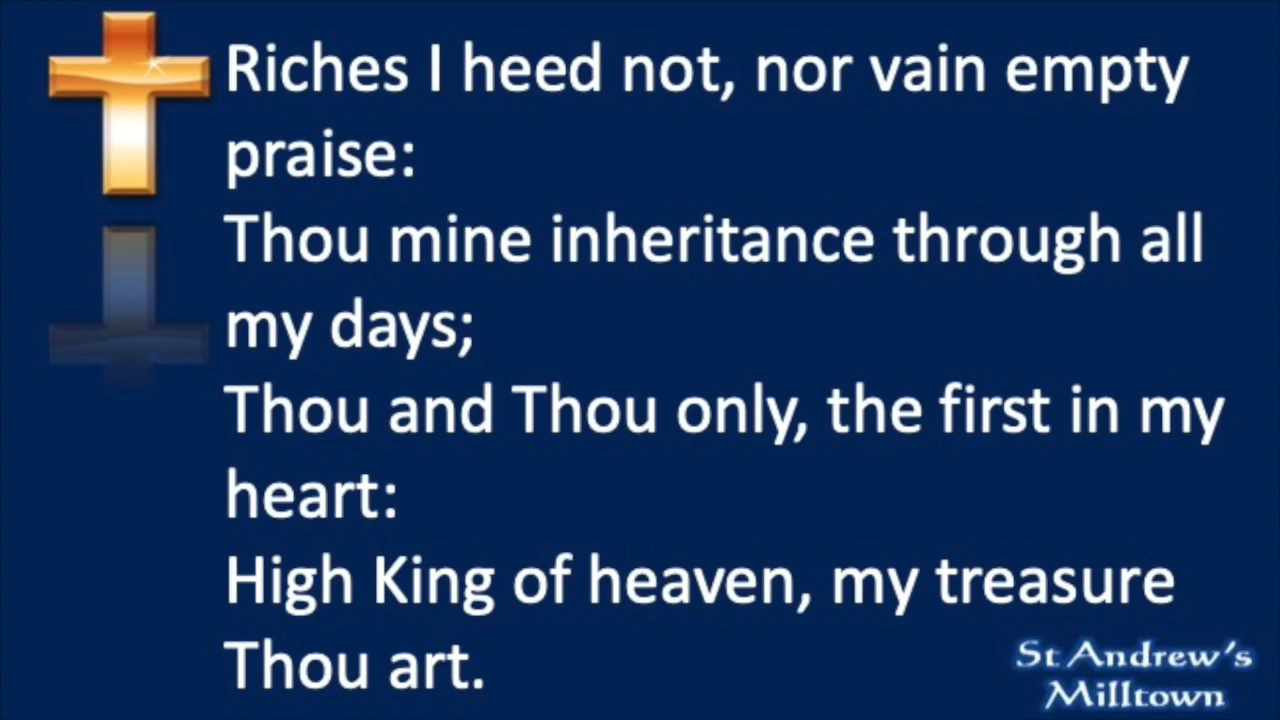 Riches I heed not, nor vain empty
praise:
Thou mine inheritance through all
my days;
Thou and Thou only, the first in my
heart:
High King of heaven, my treasure
Thou art.
St Andrew's
Milltown